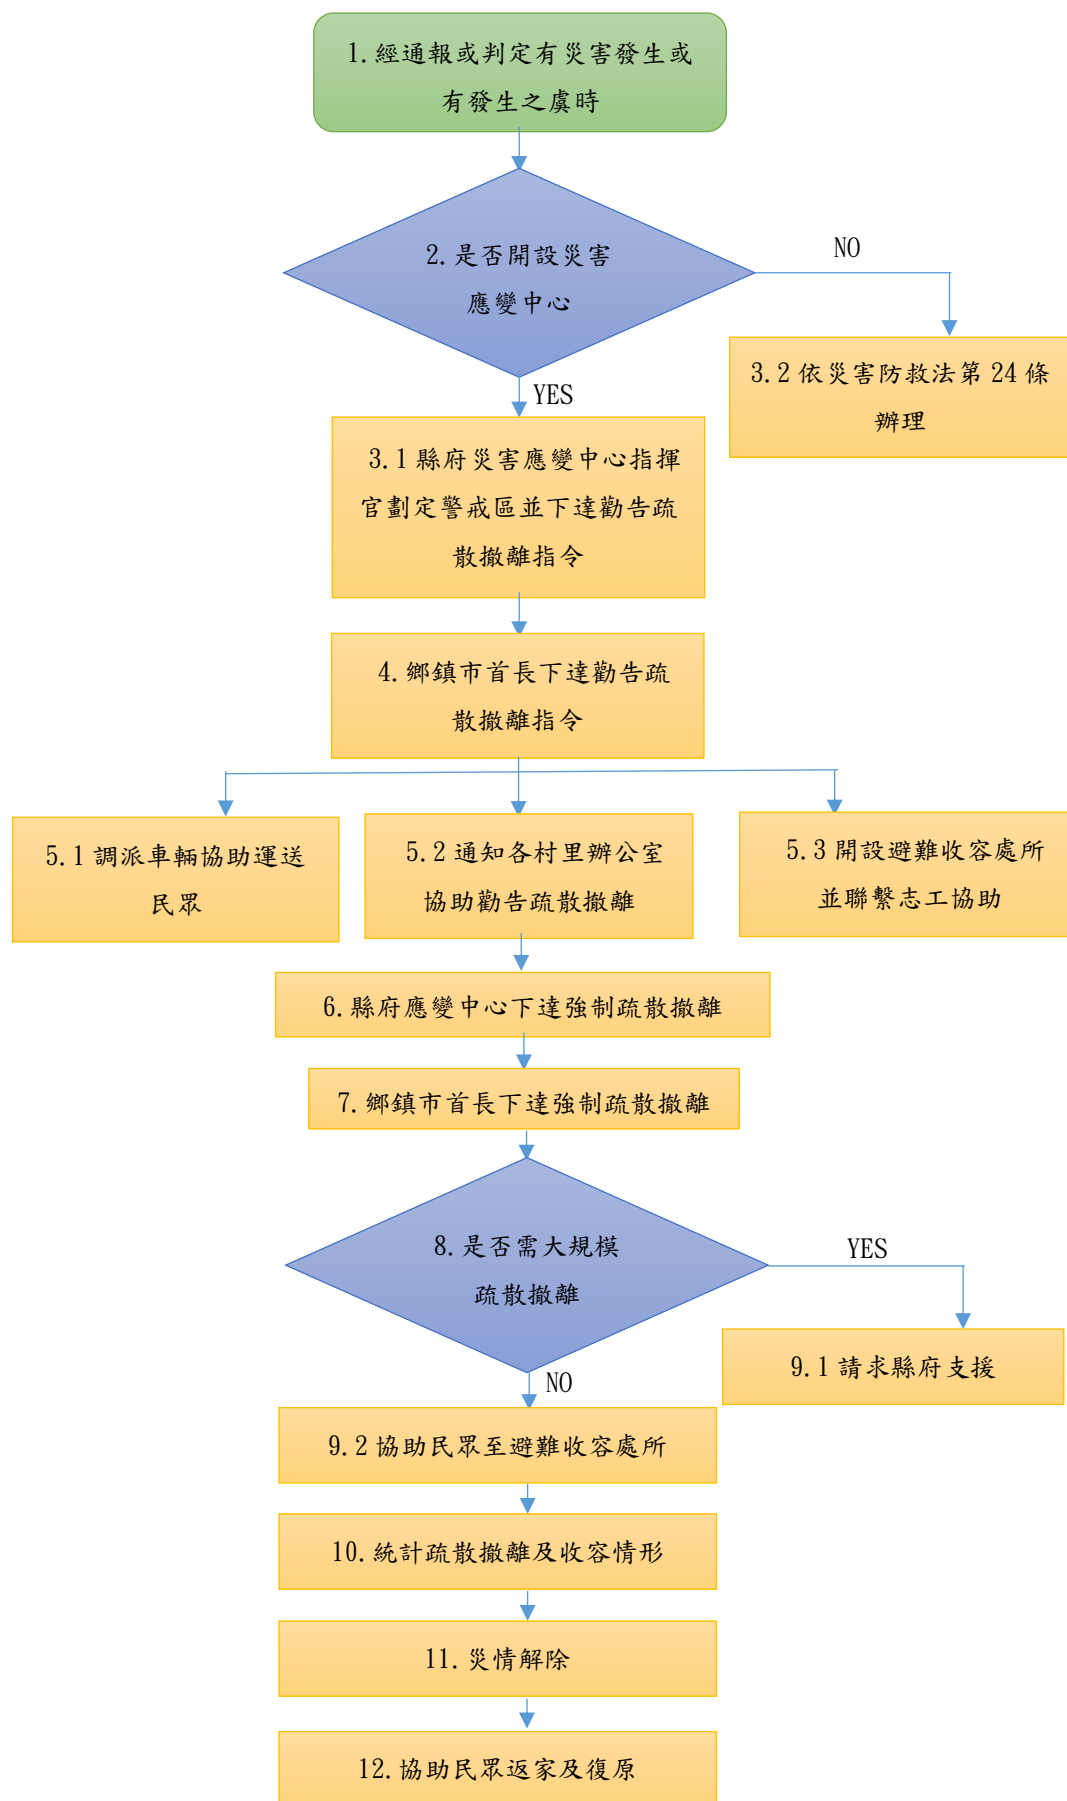 1.經通報或判定有災害發生或
有發生之虞時
2.是否開設災害
應變中心
NO
3.2 依災害防救法第 24 條
辦理
YES
3.1 縣府災害應變中心指揮
官劃定警戒區並下達勸告疏
散撤離指令
4.鄉鎮市首長下達勸告疏
散撤離指令
5.1 調派車輛協助運送
民眾
5.2 通知各村里辦公室
協助勸告疏散撤離
5.3 開設避難收容處所
並聯繫志工協助
6.縣府應變中心下達強制疏散撤離
7.鄉鎮市首長下達強制疏散撤離
8.是否需大規模
疏散撤離
YES
9.1 請求縣府支援
NO
9.2 協助民眾至避難收容處所
10.統計疏散撤離及收容情形
11.災情解除
12.協助民眾返家及復原